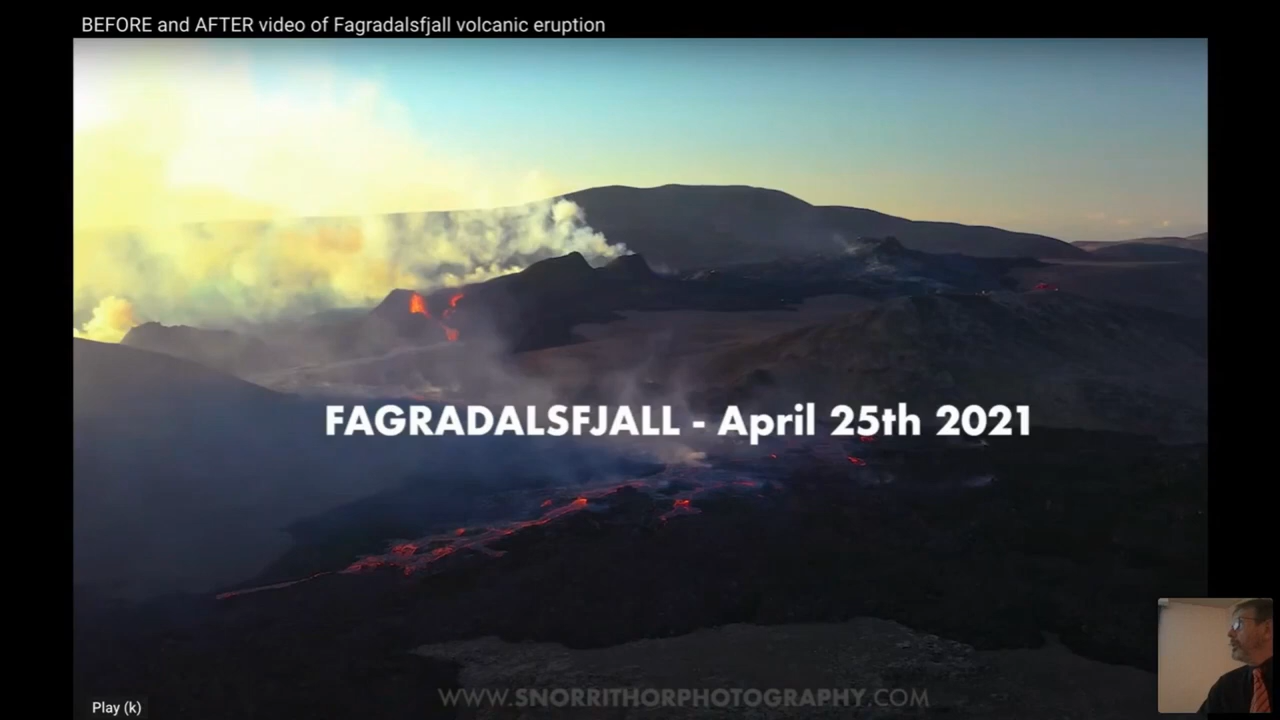 BEFORE and AFTER video of Fagradalsfjall volcanic eruption
FAGRADALSFJALL - April 25th 2021
WWW.SNORRITHORPHOTOGRAPHY.COM
Play (k)